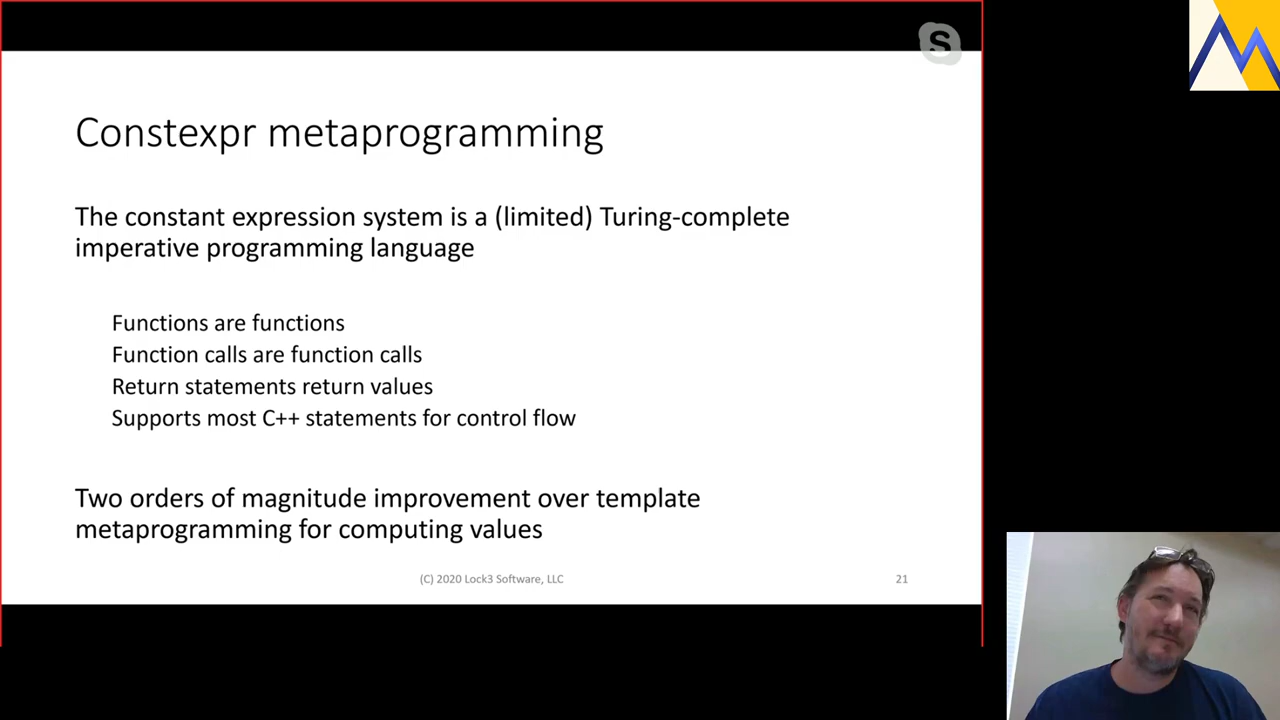 S
Constexpr metaprogramming
The constant expression system is a (limited) Turing-complete
imperative programming language
Functions are functions
Function calls are function calls
Return statements return values
Supports most C++ statements for control flow
Two orders of magnitude improvement over template
metaprogramming for computing values
(C) 2020 Lock3 Software, LLC
21